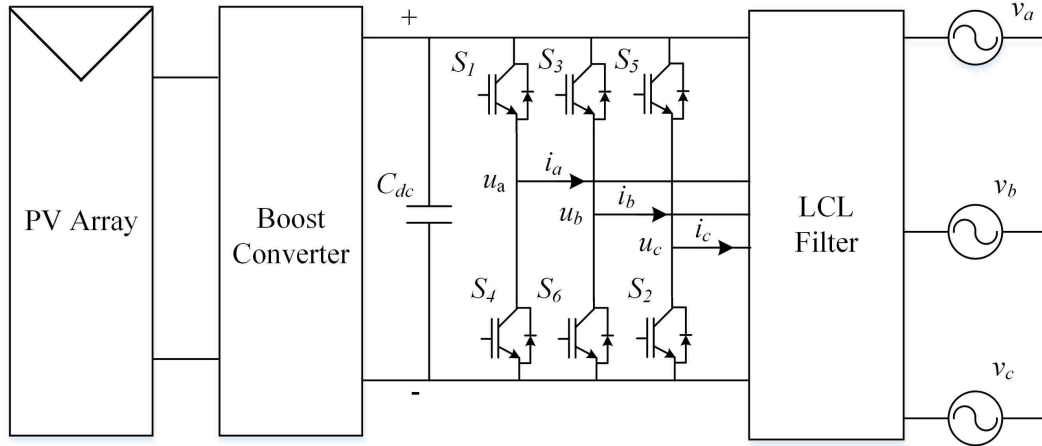 PV Array
Boost
Converter
+
C_dc
-
S_1
S_3
S_5
u_a
i_a
u_b
i_b
u_c
i_c
S_4
S_6
S_2
LCL
Filter
v_a
v_b
v_c